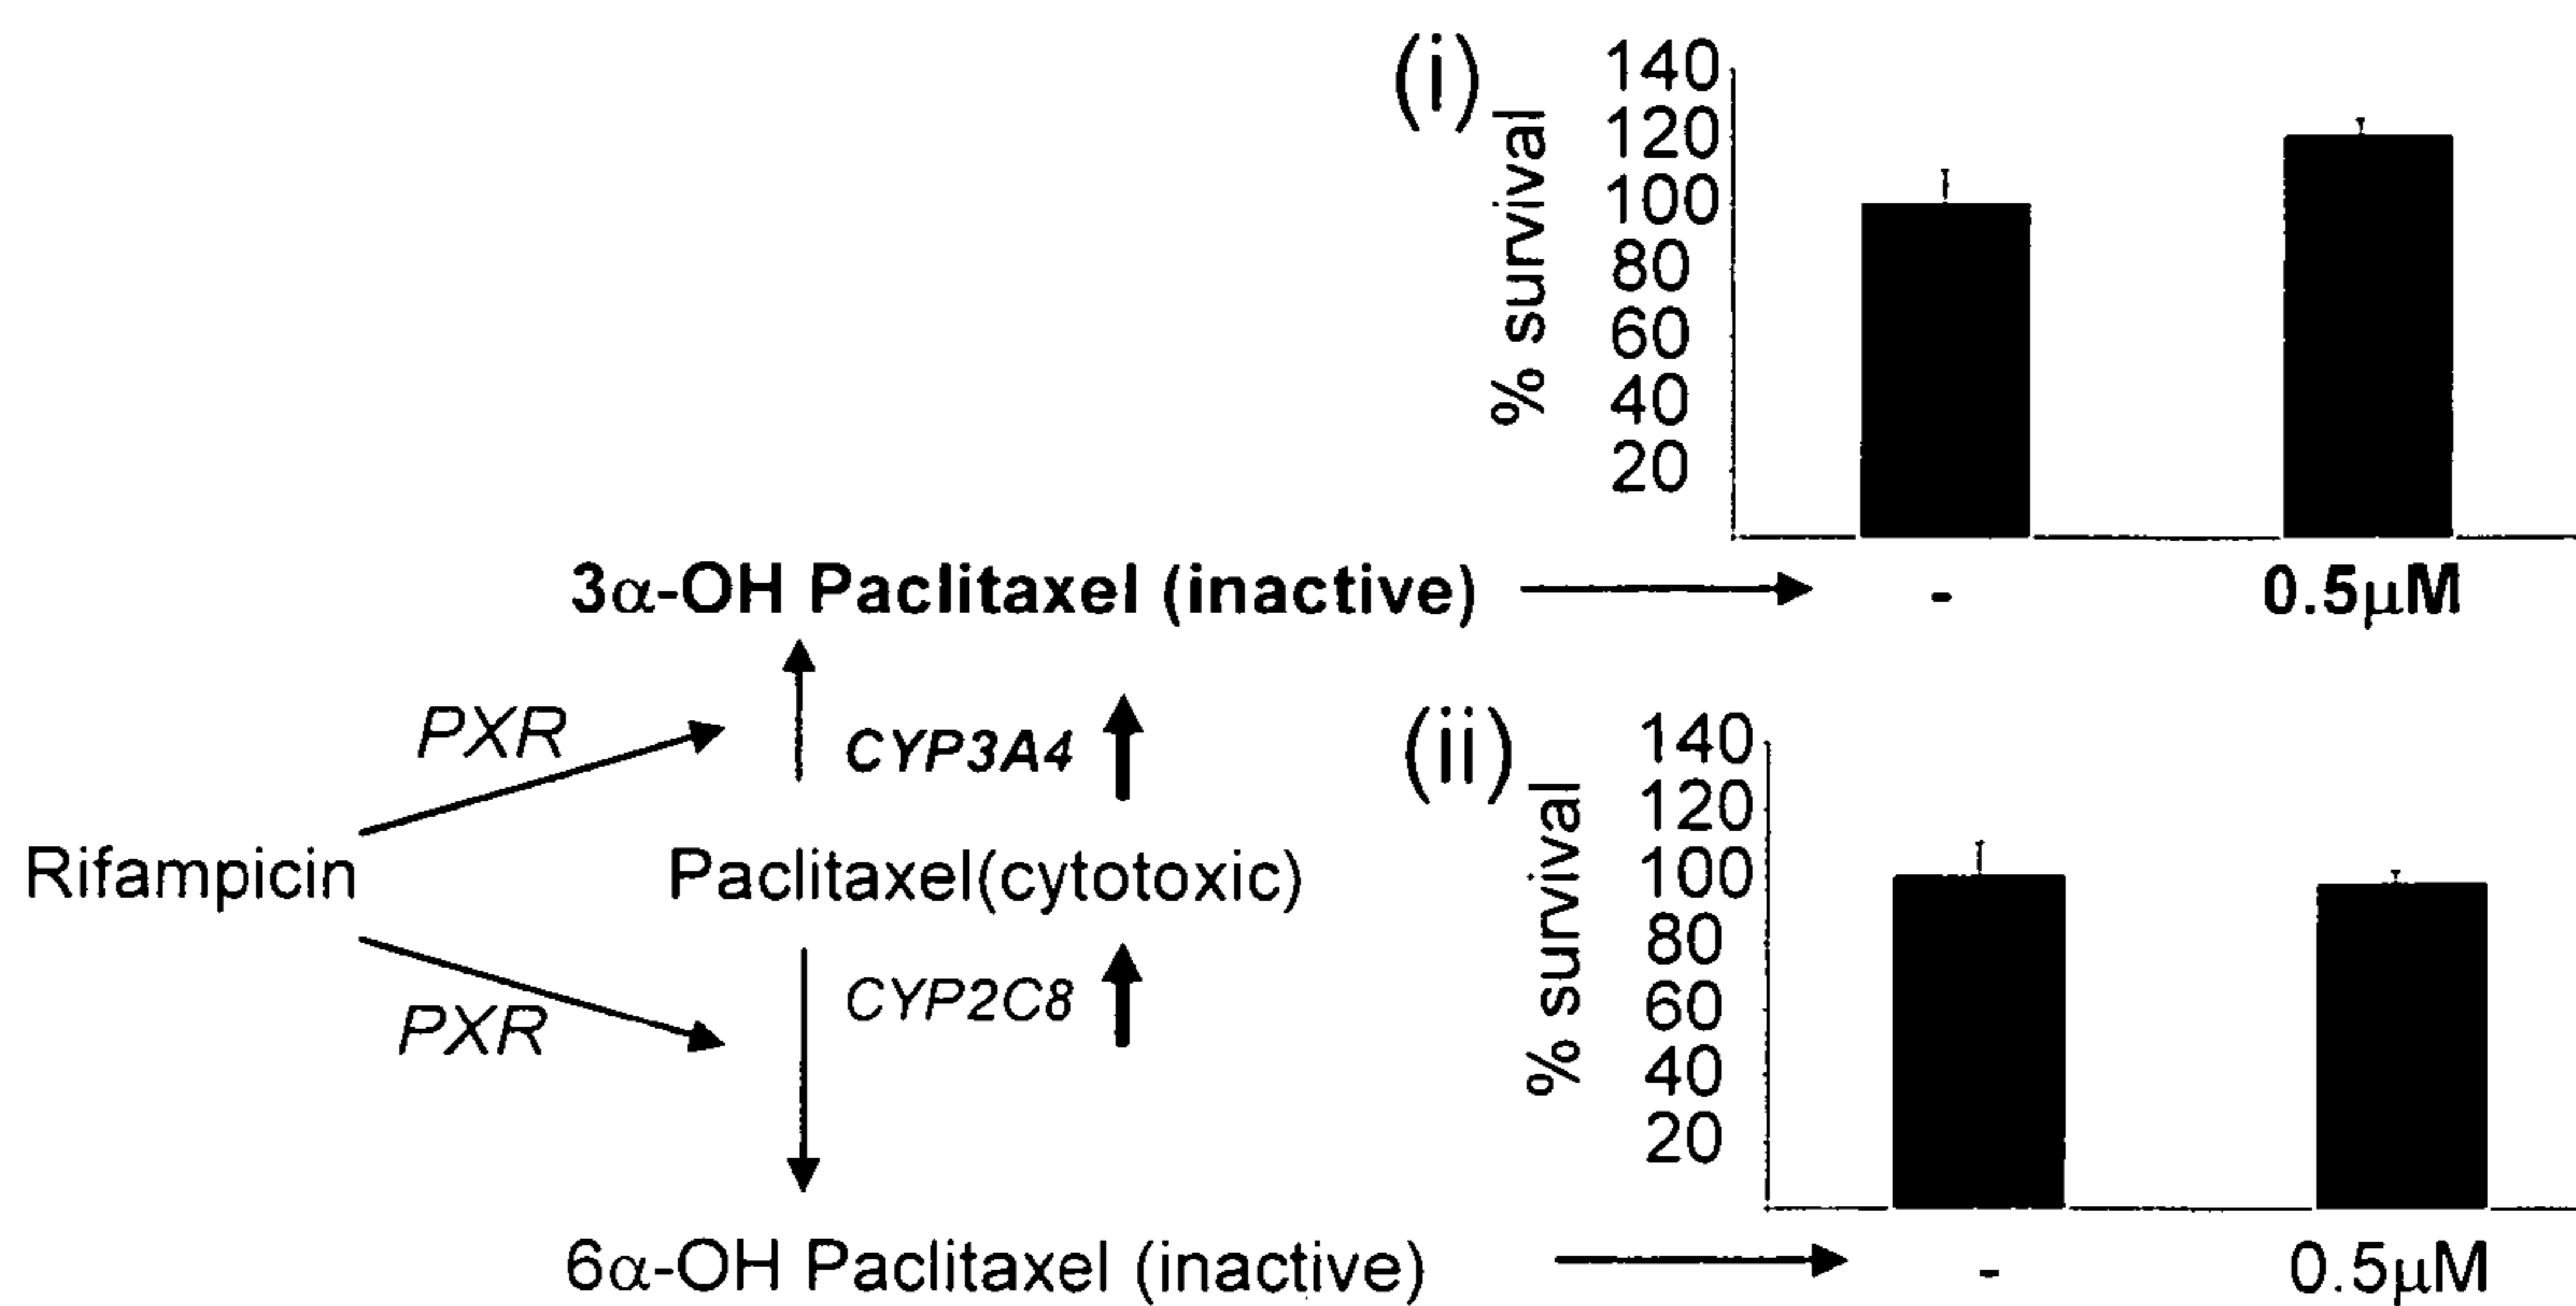 (i)
% survival
140
120
100
80
60
40
20
3α-OH Paclitaxel (inactive)
-
0.5μM
PXR
CYP3A4
Rifampicin
Paclitaxel(cytotoxic)
PXR
CYP2C8
(ii)
% survival
140
120
100
80
60
40
20
6α-OH Paclitaxel (inactive)
-
0.5μM